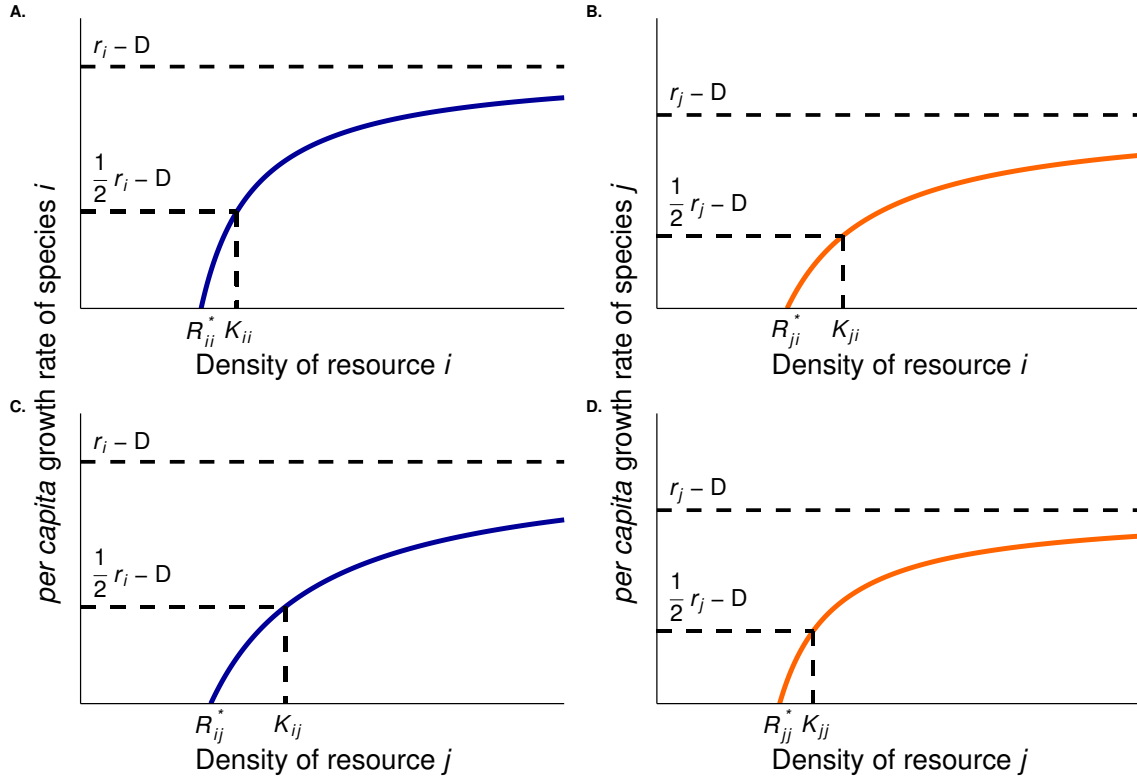 A.
r_i – D
1/2 r_i – D
R*_ii K_ii
Density of resource i
B.
r_j – D
1/2 r_j – D
R*_ji K_ji
Density of resource i
per capita growth rate of species i
per capita growth rate of species j
C.
r_i – D
1/2 r_i – D
R*_ij K_ij
Density of resource j
D.
r_j – D
1/2 r_j – D
R*_jj K_jj
Density of resource j